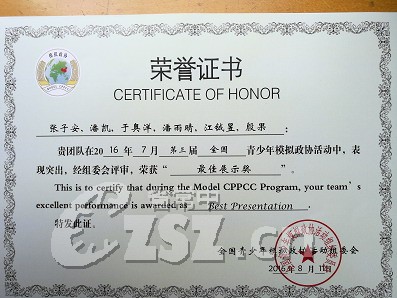 荣誉证书
CERTIFICATE OF HONOR
张子安、潘凯、于奥洋、潘雨晴、江铖昱、殷果：
贵团队在2016年7月第三届全国青少年模拟政协活动中，表
现突出，经组委会评审，荣获“最佳展示奖”。
This is to certify that during the Model CPPCC Program, your team's
excellent performance is awarded as Best Presentation.
特发此证。
全国青少年模拟政协活动组委会
2016年8月11日
ZSZ.cn